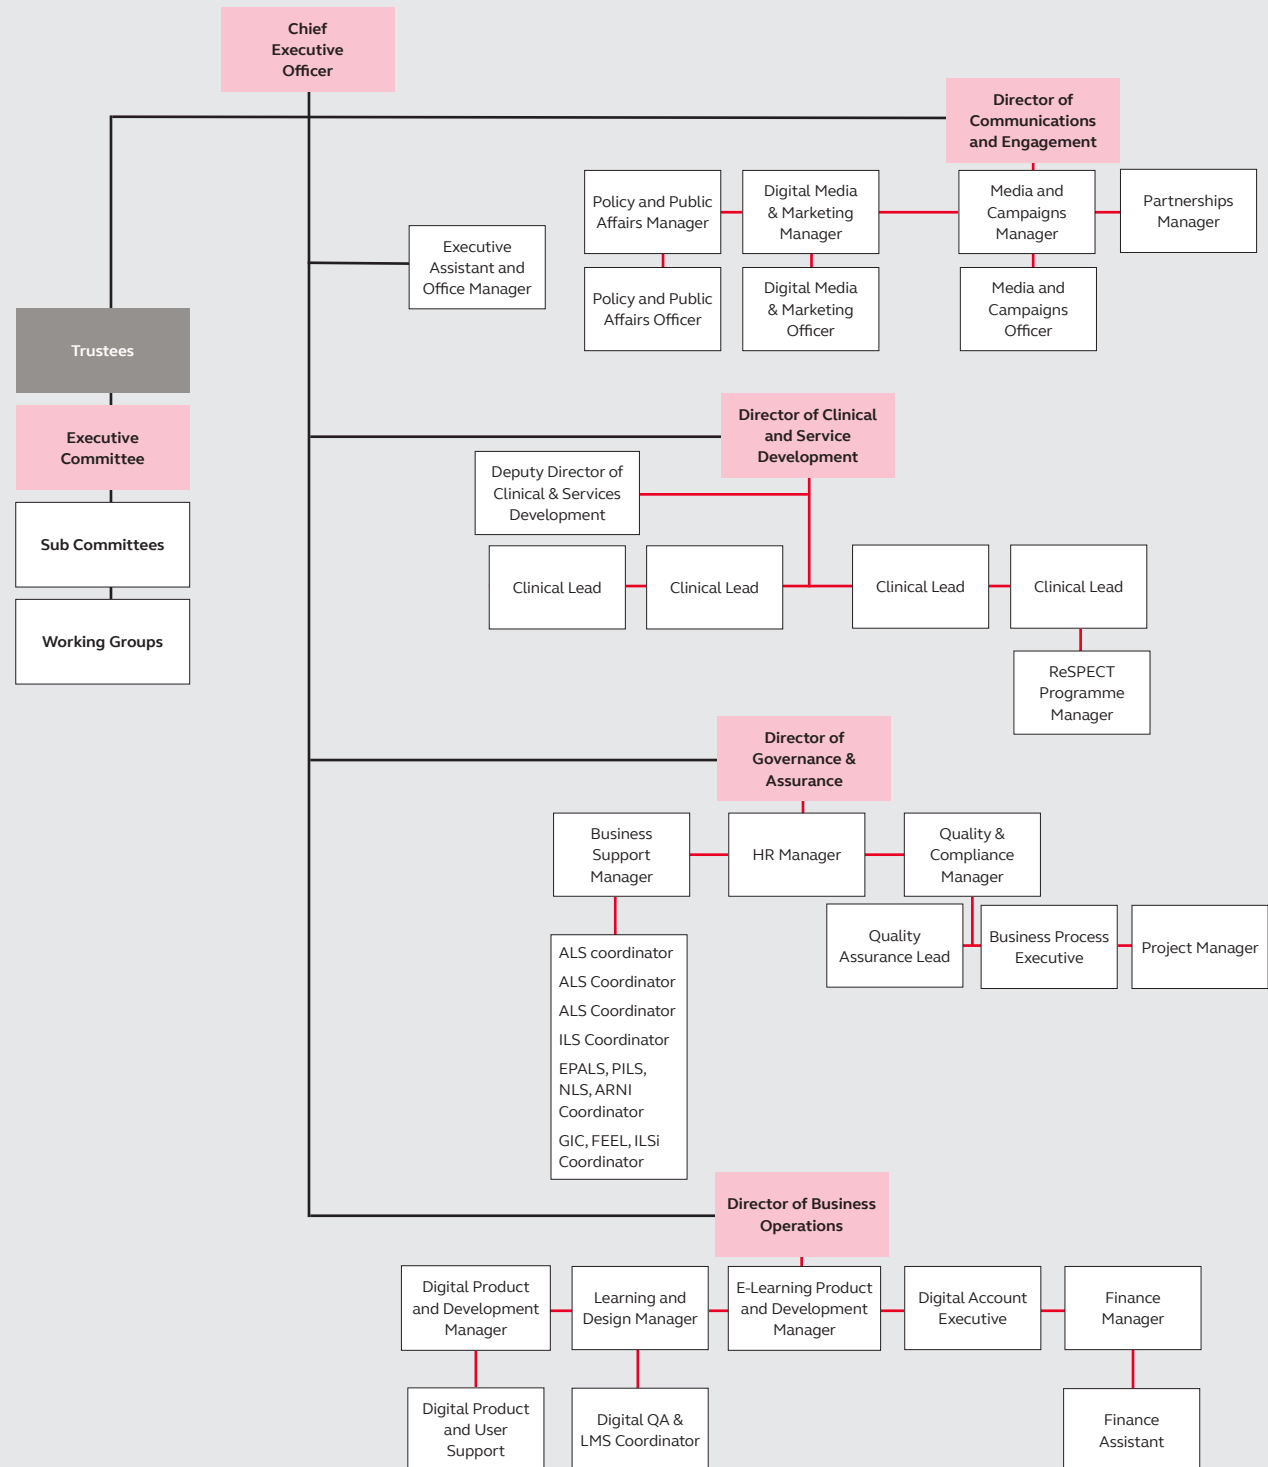 Chief
Executive
Officer
Director of
Communications
and Engagement
Policy and Public
Affairs Manager
Digital Media
& Marketing
Manager
Media and
Campaigns
Manager
Partnerships
Manager
Executive
Assistant and
Office Manager
Policy and Public
Affairs Officer
Digital Media
& Marketing
Officer
Media and
Campaigns
Officer
Trustees
Executive
Committee
Sub Committees
Working Groups
Director of Clinical
and Service
Development
Deputy Director of
Clinical & Services
Development
Clinical Lead
Clinical Lead
Clinical Lead
Clinical Lead
ReSPECT
Programme
Manager
Director of
Governance &
Assurance
Business
Support
Manager
HR Manager
Quality &
Compliance
Manager
Quality
Assurance Lead
Business Process
Executive
Project Manager
ALS coordinator
ALS Coordinator
ALS Coordinator
ILS Coordinator
EPALS, PILS,
NLS, ARNI
Coordinator
GIC, FEEL, ILSi
Coordinator
Director of Business
Operations
Digital Product
and Development
Manager
Learning and
Design Manager
E-Learning Product
and Development
Manager
Digital Account
Executive
Finance
Manager
Digital Product
and User
Support
Digital QA &
LMS Coordinator
Finance
Assistant